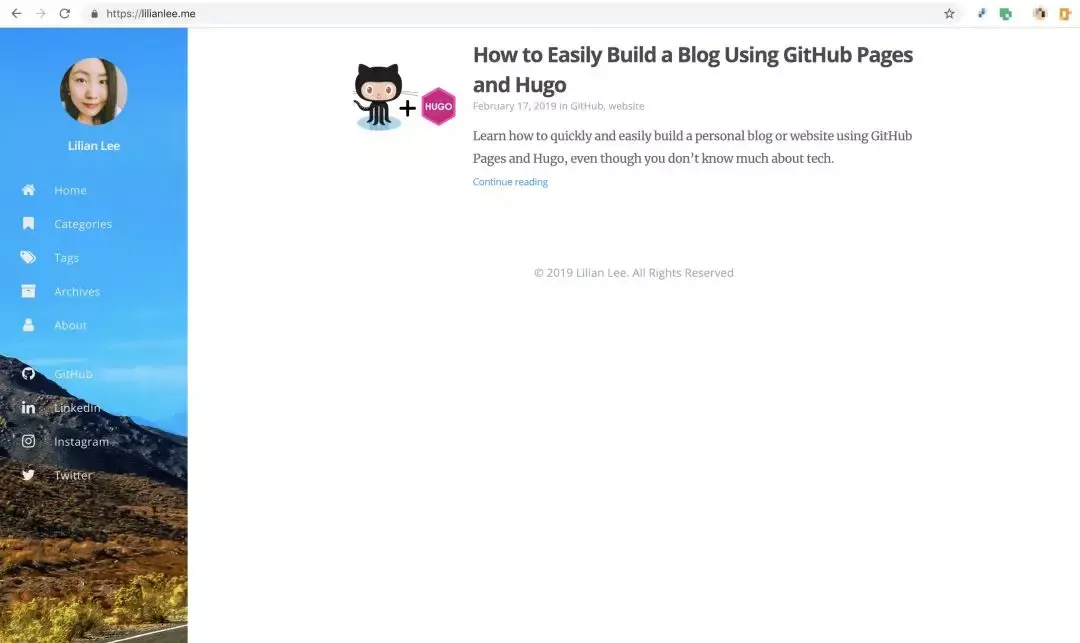 https://lilianlee.me
Lilian Lee
Home
Categories
Tags
Archives
About
GitHub
LinkedIn
Instagram
Twitter
HUGO
How to Easily Build a Blog Using GitHub Pages
and Hugo
February 17, 2019 in GitHub, website
Learn how to quickly and easily build a personal blog or website using GitHub
Pages and Hugo, even though you don’t know much about tech.
Continue reading
© 2019 Lilian Lee. All Rights Reserved